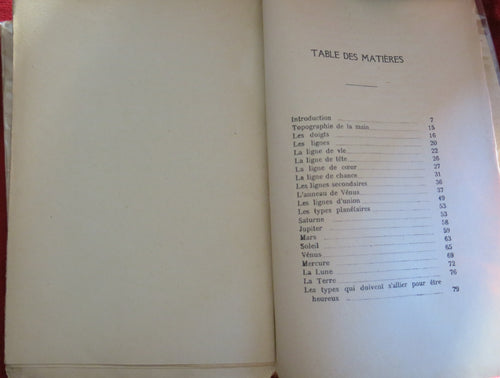 TABLE DES MATIÈRES
Introduction 7
Topographie de la main 15
Les doigts 16
Les lignes 20
La ligne de vie 22
La ligne de tête 26
La ligne de cœur 27
La ligne de chance 31
Les lignes secondaires 36
L'anneau de Vénus 37
Les lignes d'union 49
Les types planétaires 53
Saturne 53
Jupiter 58
Mars 59
Soleil 63
Vénus 65
Mercure 69
La Lune 72
La Terre 76
Les types qui doivent s'allier pour être
heureux 79